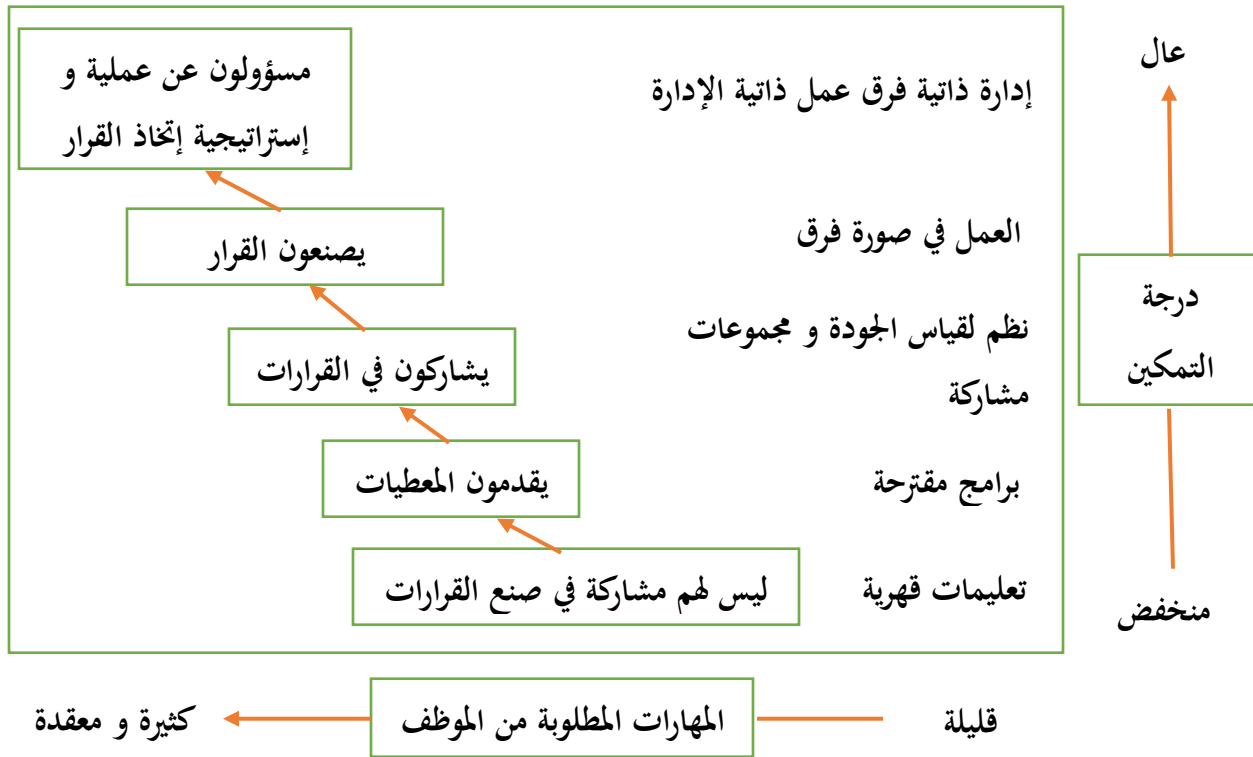 عال
إدارة ذاتية فرق عمل ذاتية الإدارة
مسؤولون عن عملية و
إستراتيجية إتخاذ القرار
العمل في صورة فرق
يصنعون القرار
درجة
التمكين
نظم لقياس الجودة و مجموعات
مشاركة
يشاركون في القرارات
برامج مقترحة
يقدمون المعطيات
تعليمات قهرية
ليس لهم مشاركة في صنع القرارات
منخفض
قليلة
المهارات المطلوبة من الموظف
كثيرة و معقدة